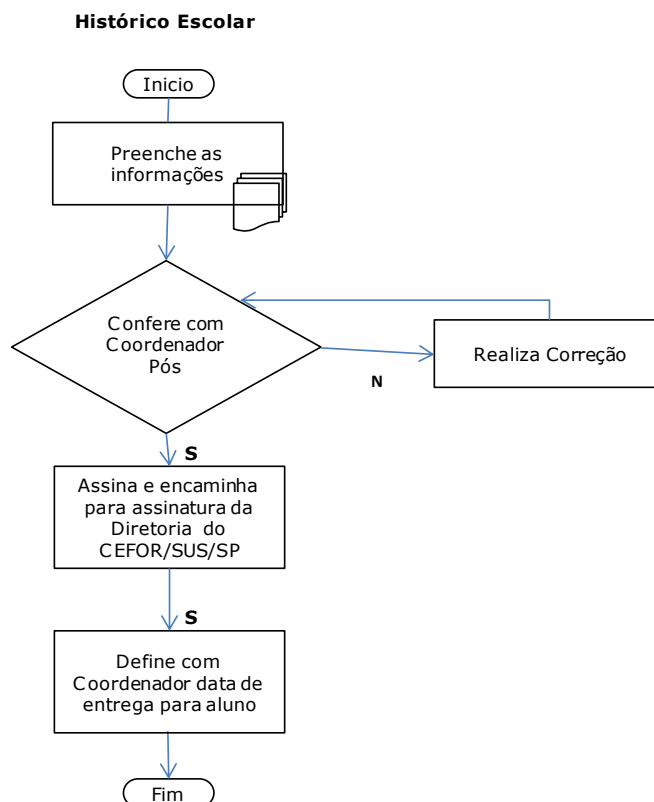 Histórico Escolar
Inicio
Preenche as
informações
Confere com
Coordenador
Pós
Realiza Correção
N
S
Assina e encaminha
para assinatura da
Diretoria do
CEFOR/SUS/SP
S
Define com
Coordenador data de
entrega para aluno
Fim